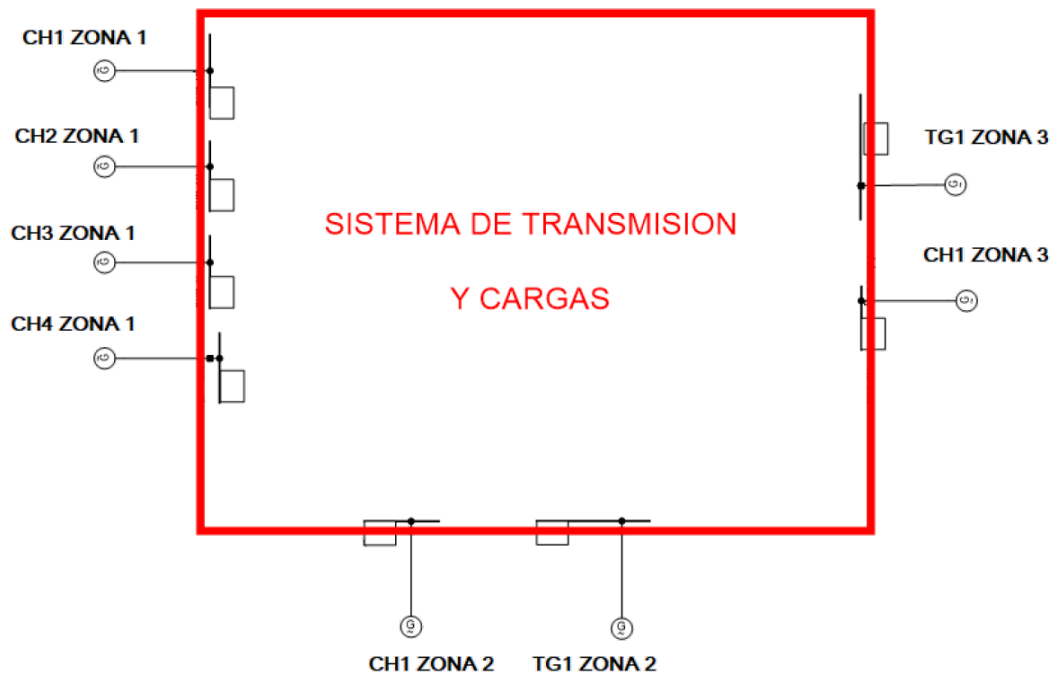 CH1 ZONA 1
G
CH2 ZONA 1
G
TG1 ZONA 3
G
CH3 ZONA 1
G
SISTEMA DE TRANSMISION
Y CARGAS
CH1 ZONA 3
G
CH4 ZONA 1
G
G
G
CH1 ZONA 2
TG1 ZONA 2